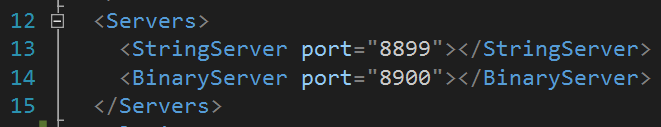 12 <Servers>
13 <StringServer port="8899"></StringServer>
14 <BinaryServer port="8900"></BinaryServer>
15 </Servers>